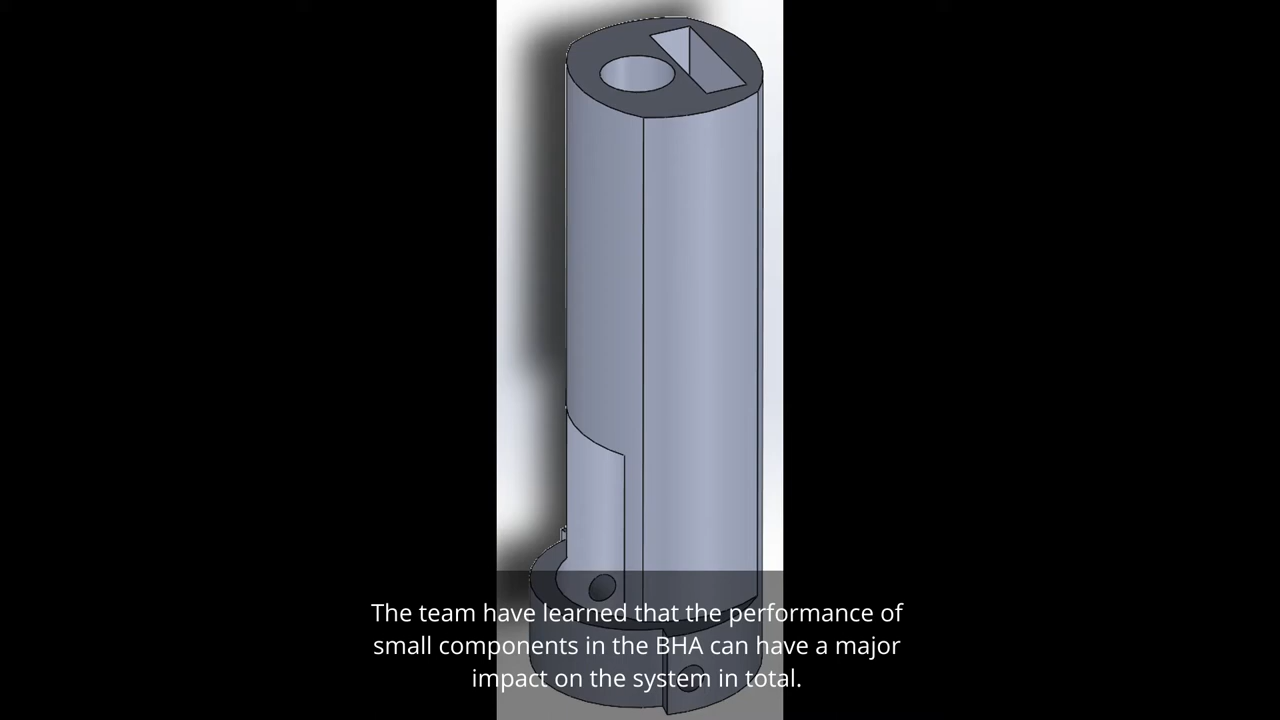 The team have learned that the performance of
small components in the BHA can have a major
impact on the system in total.